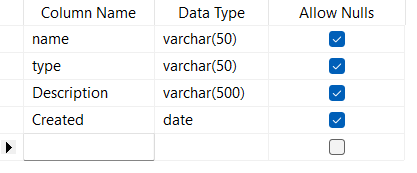 Column Name Data Type Allow Nulls
name varchar(50)
type varchar(50)
Description varchar(500)
Created date